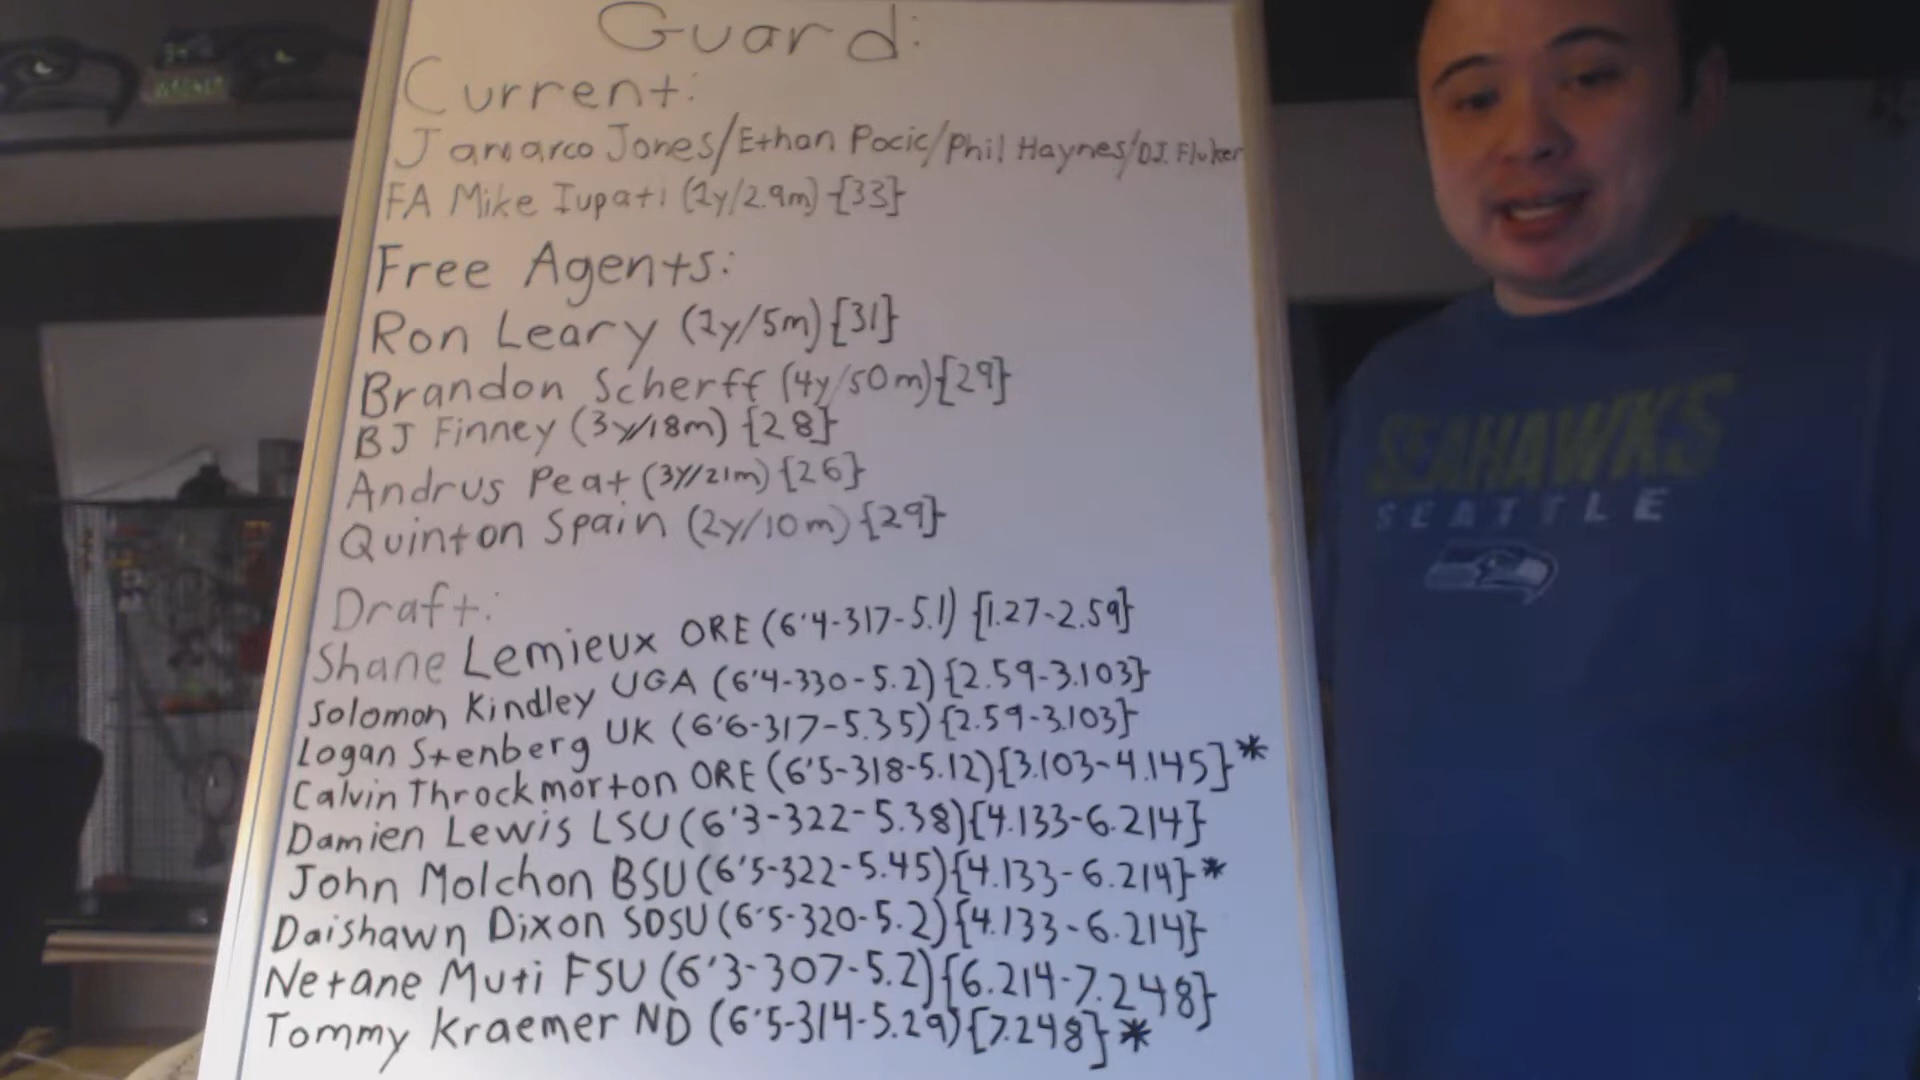 Guard:
Current:
Jamarco Jones/Ethan Pocic/Phil Haynes/DJ. Fluker
FA Mike Iupati (1y/2.9m) {33}
Free Agents:
Ron Leary (2y/5m) {31}
Brandon Scherff (4y/50m) {29}
BJ Finney (3y/18m) {28}
Andrus Peat (3y/21m) {26}
Quinton Spain (2y/10m) {29}
Draft:
Shane Lemieux ORE (6'4-317-5.1) {1.27-2.59}
Solomon Kindley UGA (6'4-330-5.2) {2.59-3.103}
Logan Stenberg UK (6'6-317-5.35) {2.59-3.103}
Calvin Throckmorton ORE (6'5-318-5.12) {3.103-4.145} *
Damien Lewis LSU (6'3-322-5.38) {4.133-6.214}
John Molchon BSU (6'5-322-5.45) {4.133-6.214} *
Daishawn Dixon SDSU (6'5-320-5.2) {4.133-6.214}
Netane Muti FSU (6'3-307-5.2) {6.214-7.248}
Tommy Kraemer ND (6'5-314-5.29) {7.248} *
SEAHAWKS
SEATTLE